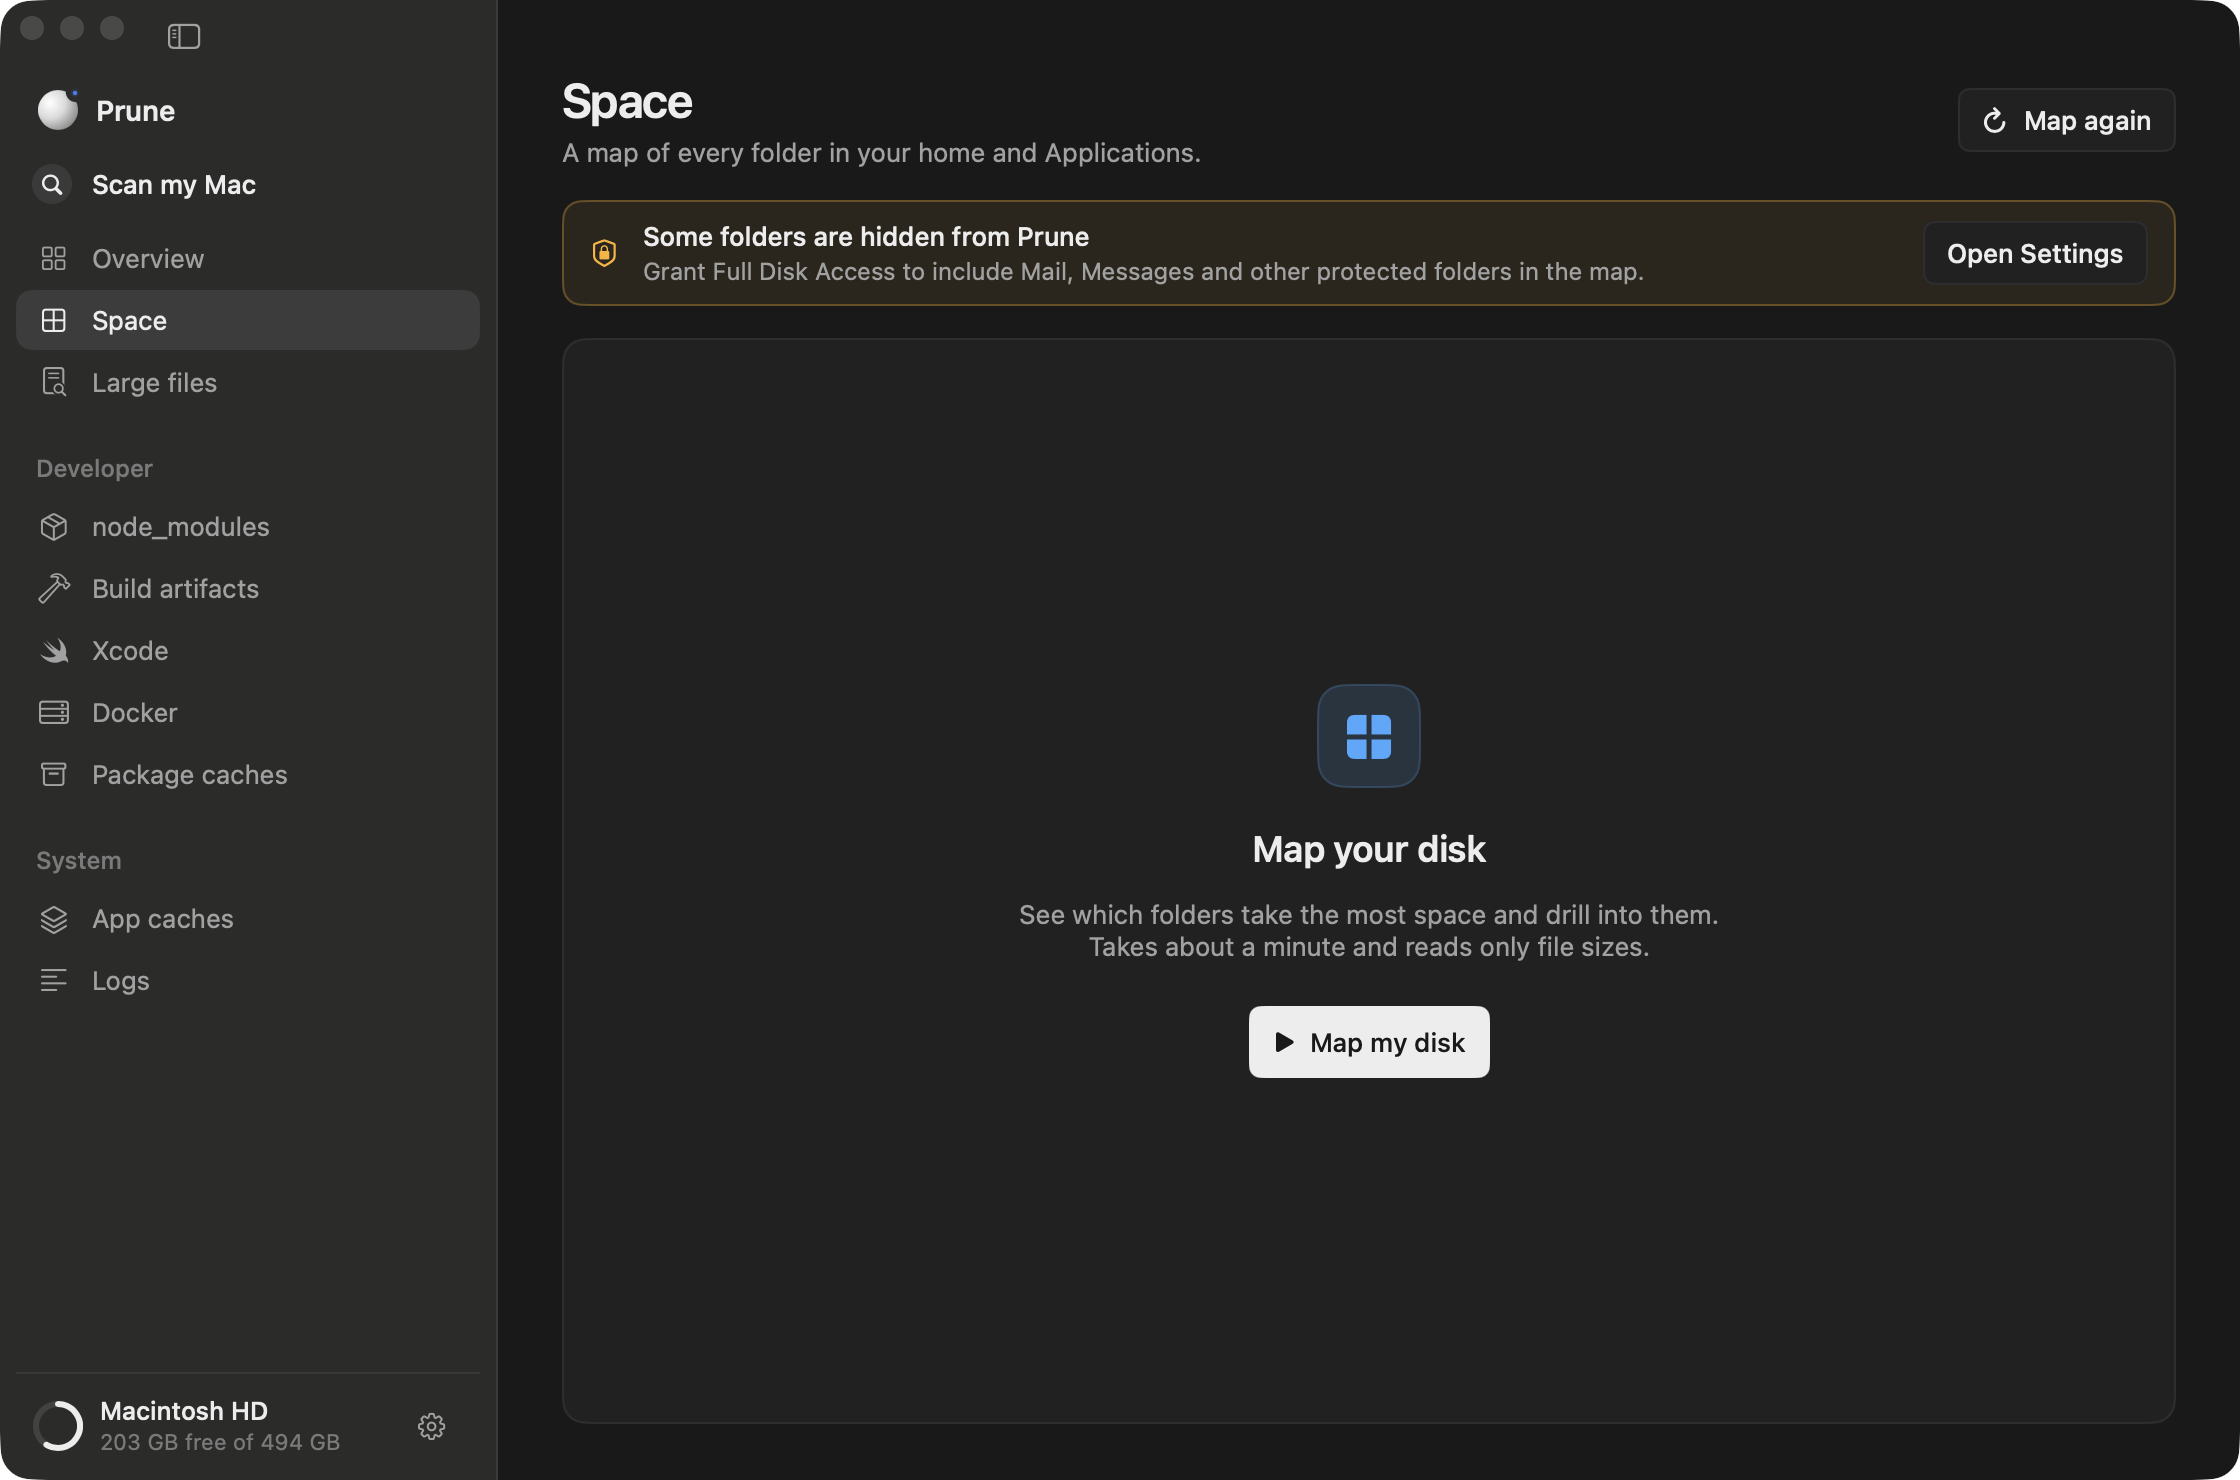 Prune
Scan my Mac
Overview
Space
Large files
Developer
node_modules
Build artifacts
Xcode
Docker
Package caches
System
App caches
Logs
Macintosh HD
203 GB free of 494 GB
Space
A map of every folder in your home and Applications.
Map again
Some folders are hidden from Prune
Grant Full Disk Access to include Mail, Messages and other protected folders in the map.
Open Settings
Map your disk
See which folders take the most space and drill into them.
Takes about a minute and reads only file sizes.
Map my disk